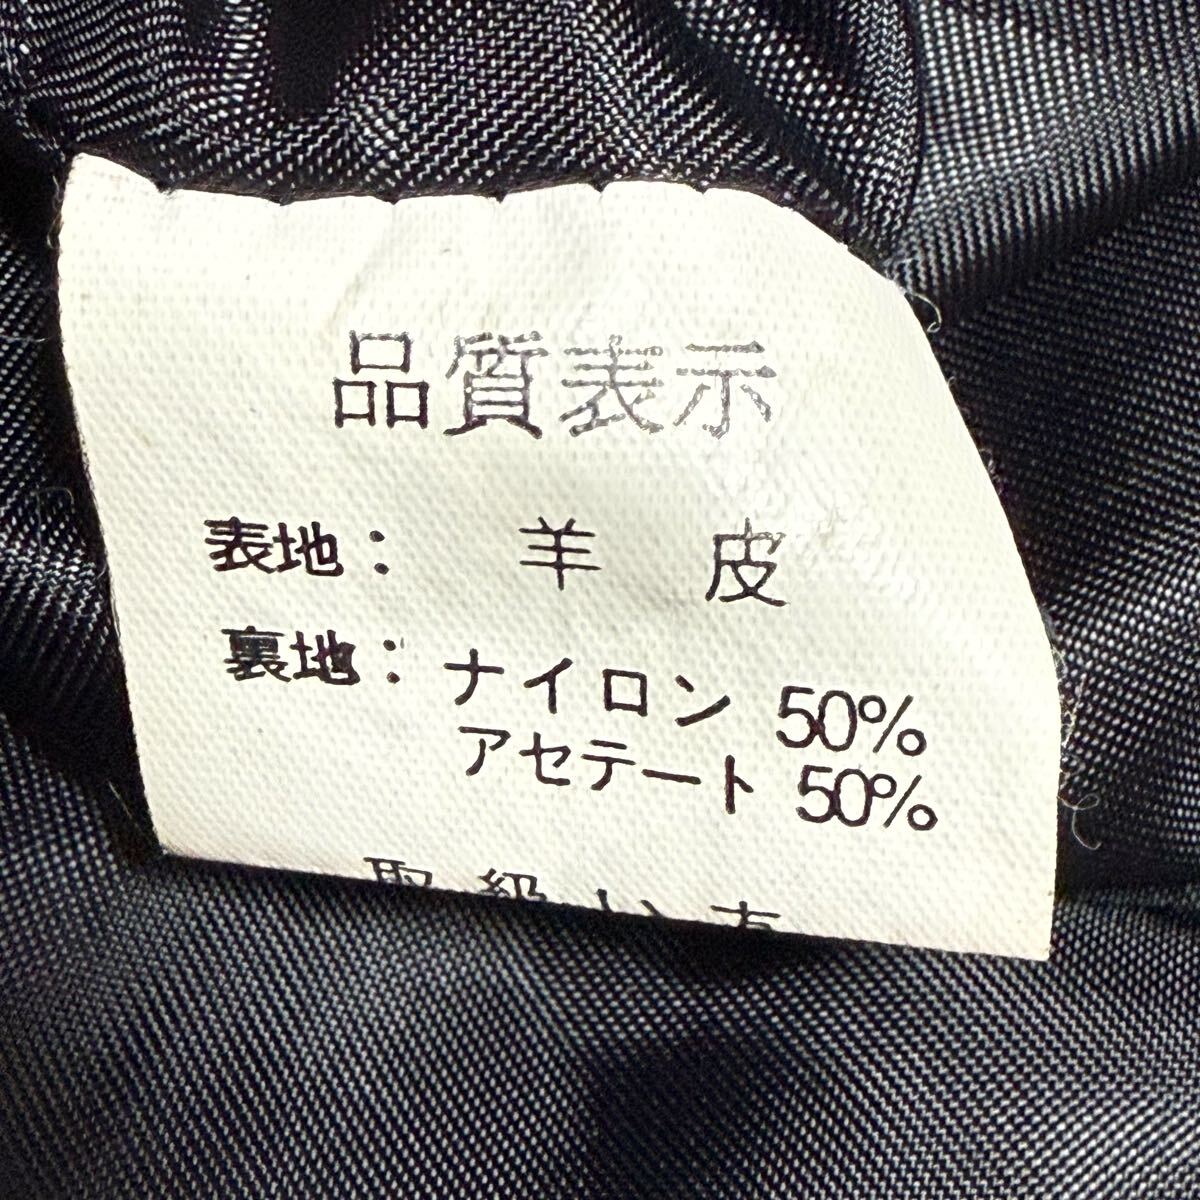 品質表示
表地： 羊 皮
裏地： ナイロン 50%
アセテート 50%